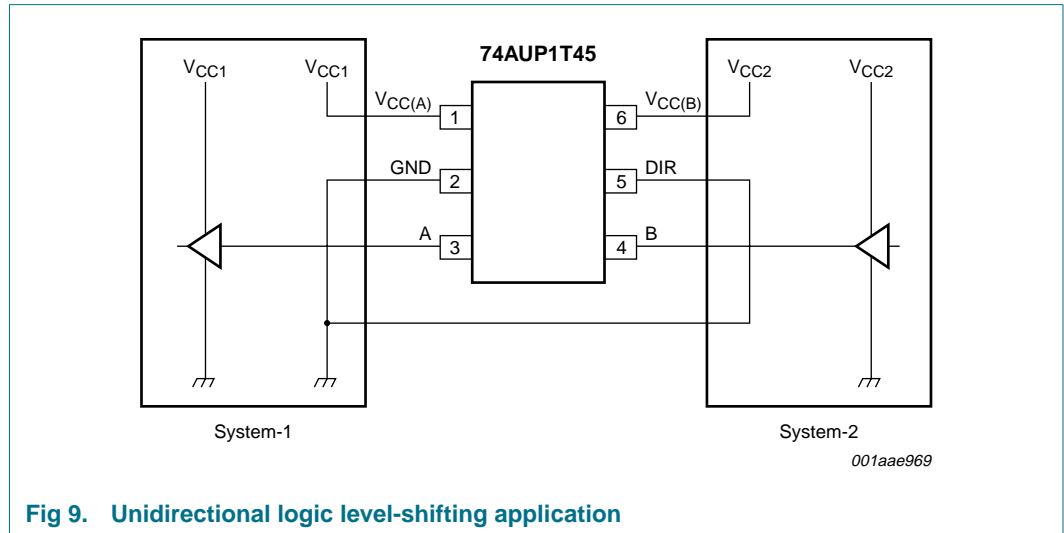 74AUP1T45
VCC1
VCC1
VCC2
VCC2
VCC(A)
1
6
VCC(B)
GND
2
5
DIR
A
3
4
B
System-1
System-2
001aae969
Fig 9. Unidirectional logic level-shifting application